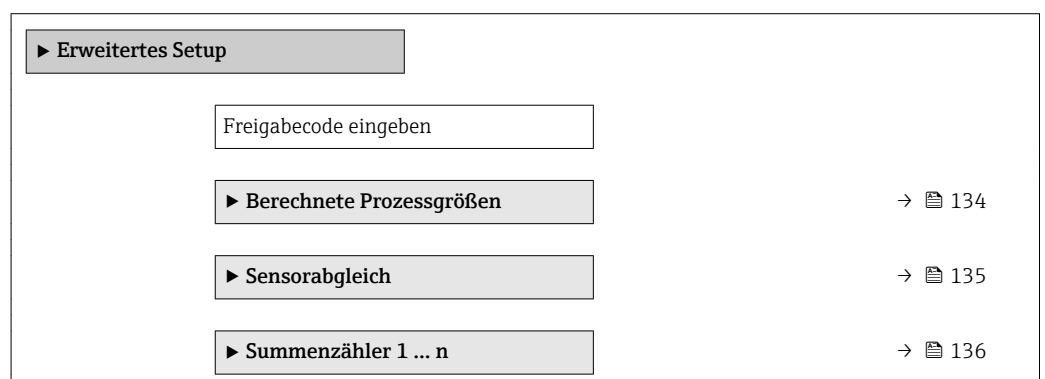 ▶ Erweitertes Setup
Freigabecode eingeben
▶ Berechnete Prozessgrößen → 134
▶ Sensorabgleich → 135
▶ Summenzähler 1 ... n → 136